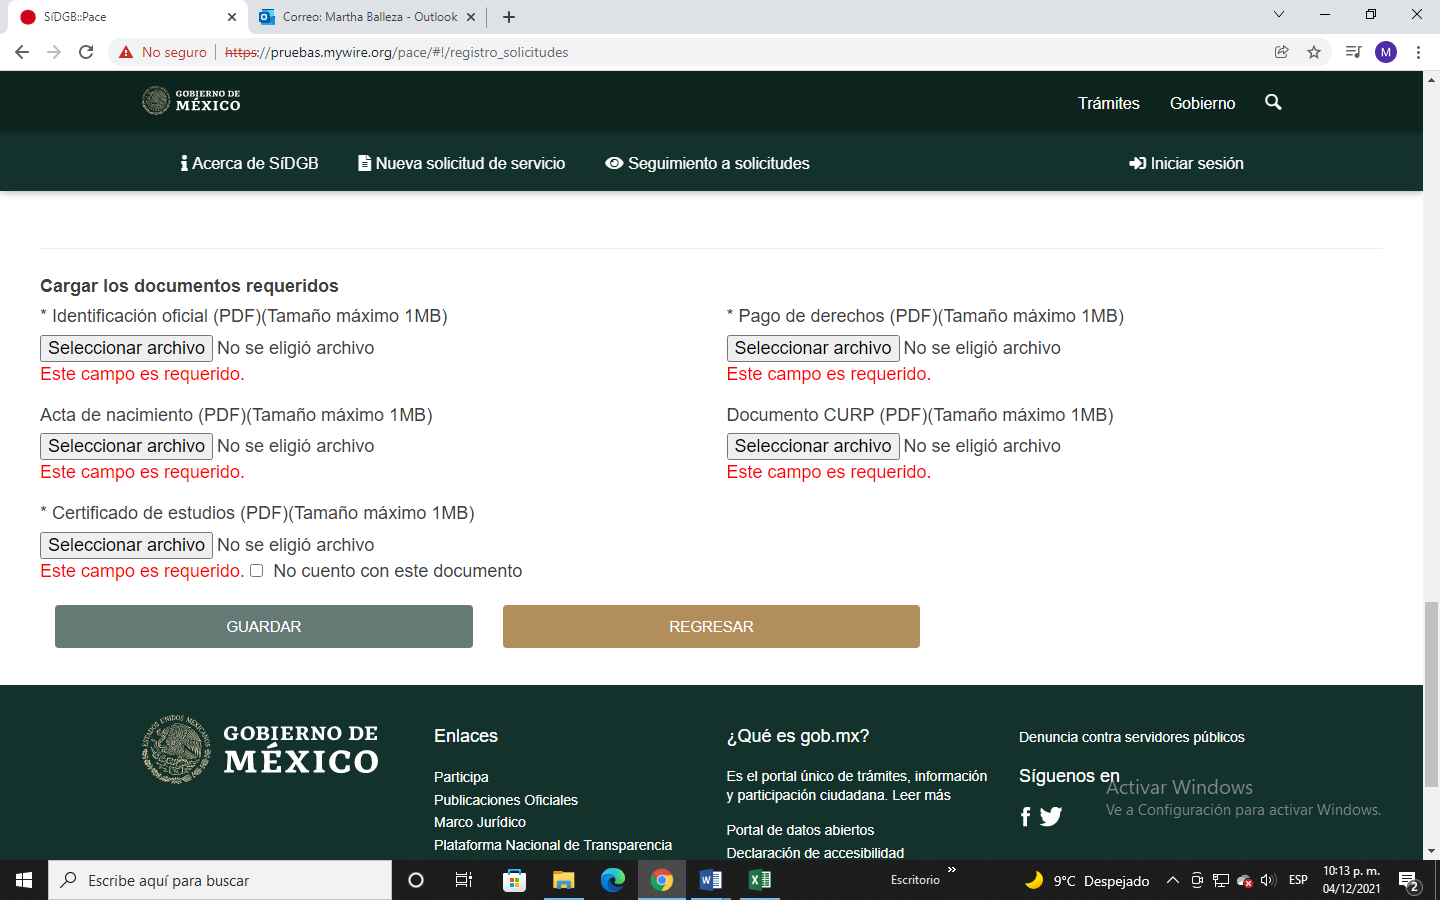 SíDGB::Pace
Correo: Martha Balleza - Outlook
No seguro
https://pruebas.mywire.org/pace/#!/registro_solicitudes
M
GOBIERNO DE
MÉXICO
Trámites
Gobierno
Acerca de SíDGB
Nueva solicitud de servicio
Seguimiento a solicitudes
Iniciar sesión
Cargar los documentos requeridos
* Identificación oficial (PDF)(Tamaño máximo 1MB)
Seleccionar archivo No se eligió archivo
Este campo es requerido.
* Pago de derechos (PDF)(Tamaño máximo 1MB)
Seleccionar archivo No se eligió archivo
Este campo es requerido.
Acta de nacimiento (PDF)(Tamaño máximo 1MB)
Seleccionar archivo No se eligió archivo
Este campo es requerido.
Documento CURP (PDF)(Tamaño máximo 1MB)
Seleccionar archivo No se eligió archivo
Este campo es requerido.
* Certificado de estudios (PDF)(Tamaño máximo 1MB)
Seleccionar archivo No se eligió archivo
Este campo es requerido. No cuento con este documento
GUARDAR
REGRESAR
ESTADOS UNIDOS MEXICANOS
GOBIERNO DE
MÉXICO
Enlaces
Participa
Publicaciones Oficiales
Marco Jurídico
Plataforma Nacional de Transparencia
¿Qué es gob.mx?
Es el portal único de trámites, información
y participación ciudadana. Leer más
Portal de datos abiertos
Declaración de accesibilidad
Denuncia contra servidores públicos
Síguenos en
Activar Windows
Ve a Configuración para activar Windows.
Escribe aquí para buscar
Escritorio
9°C Despejado
ESP
10:13 p. m.
04/12/2021
2